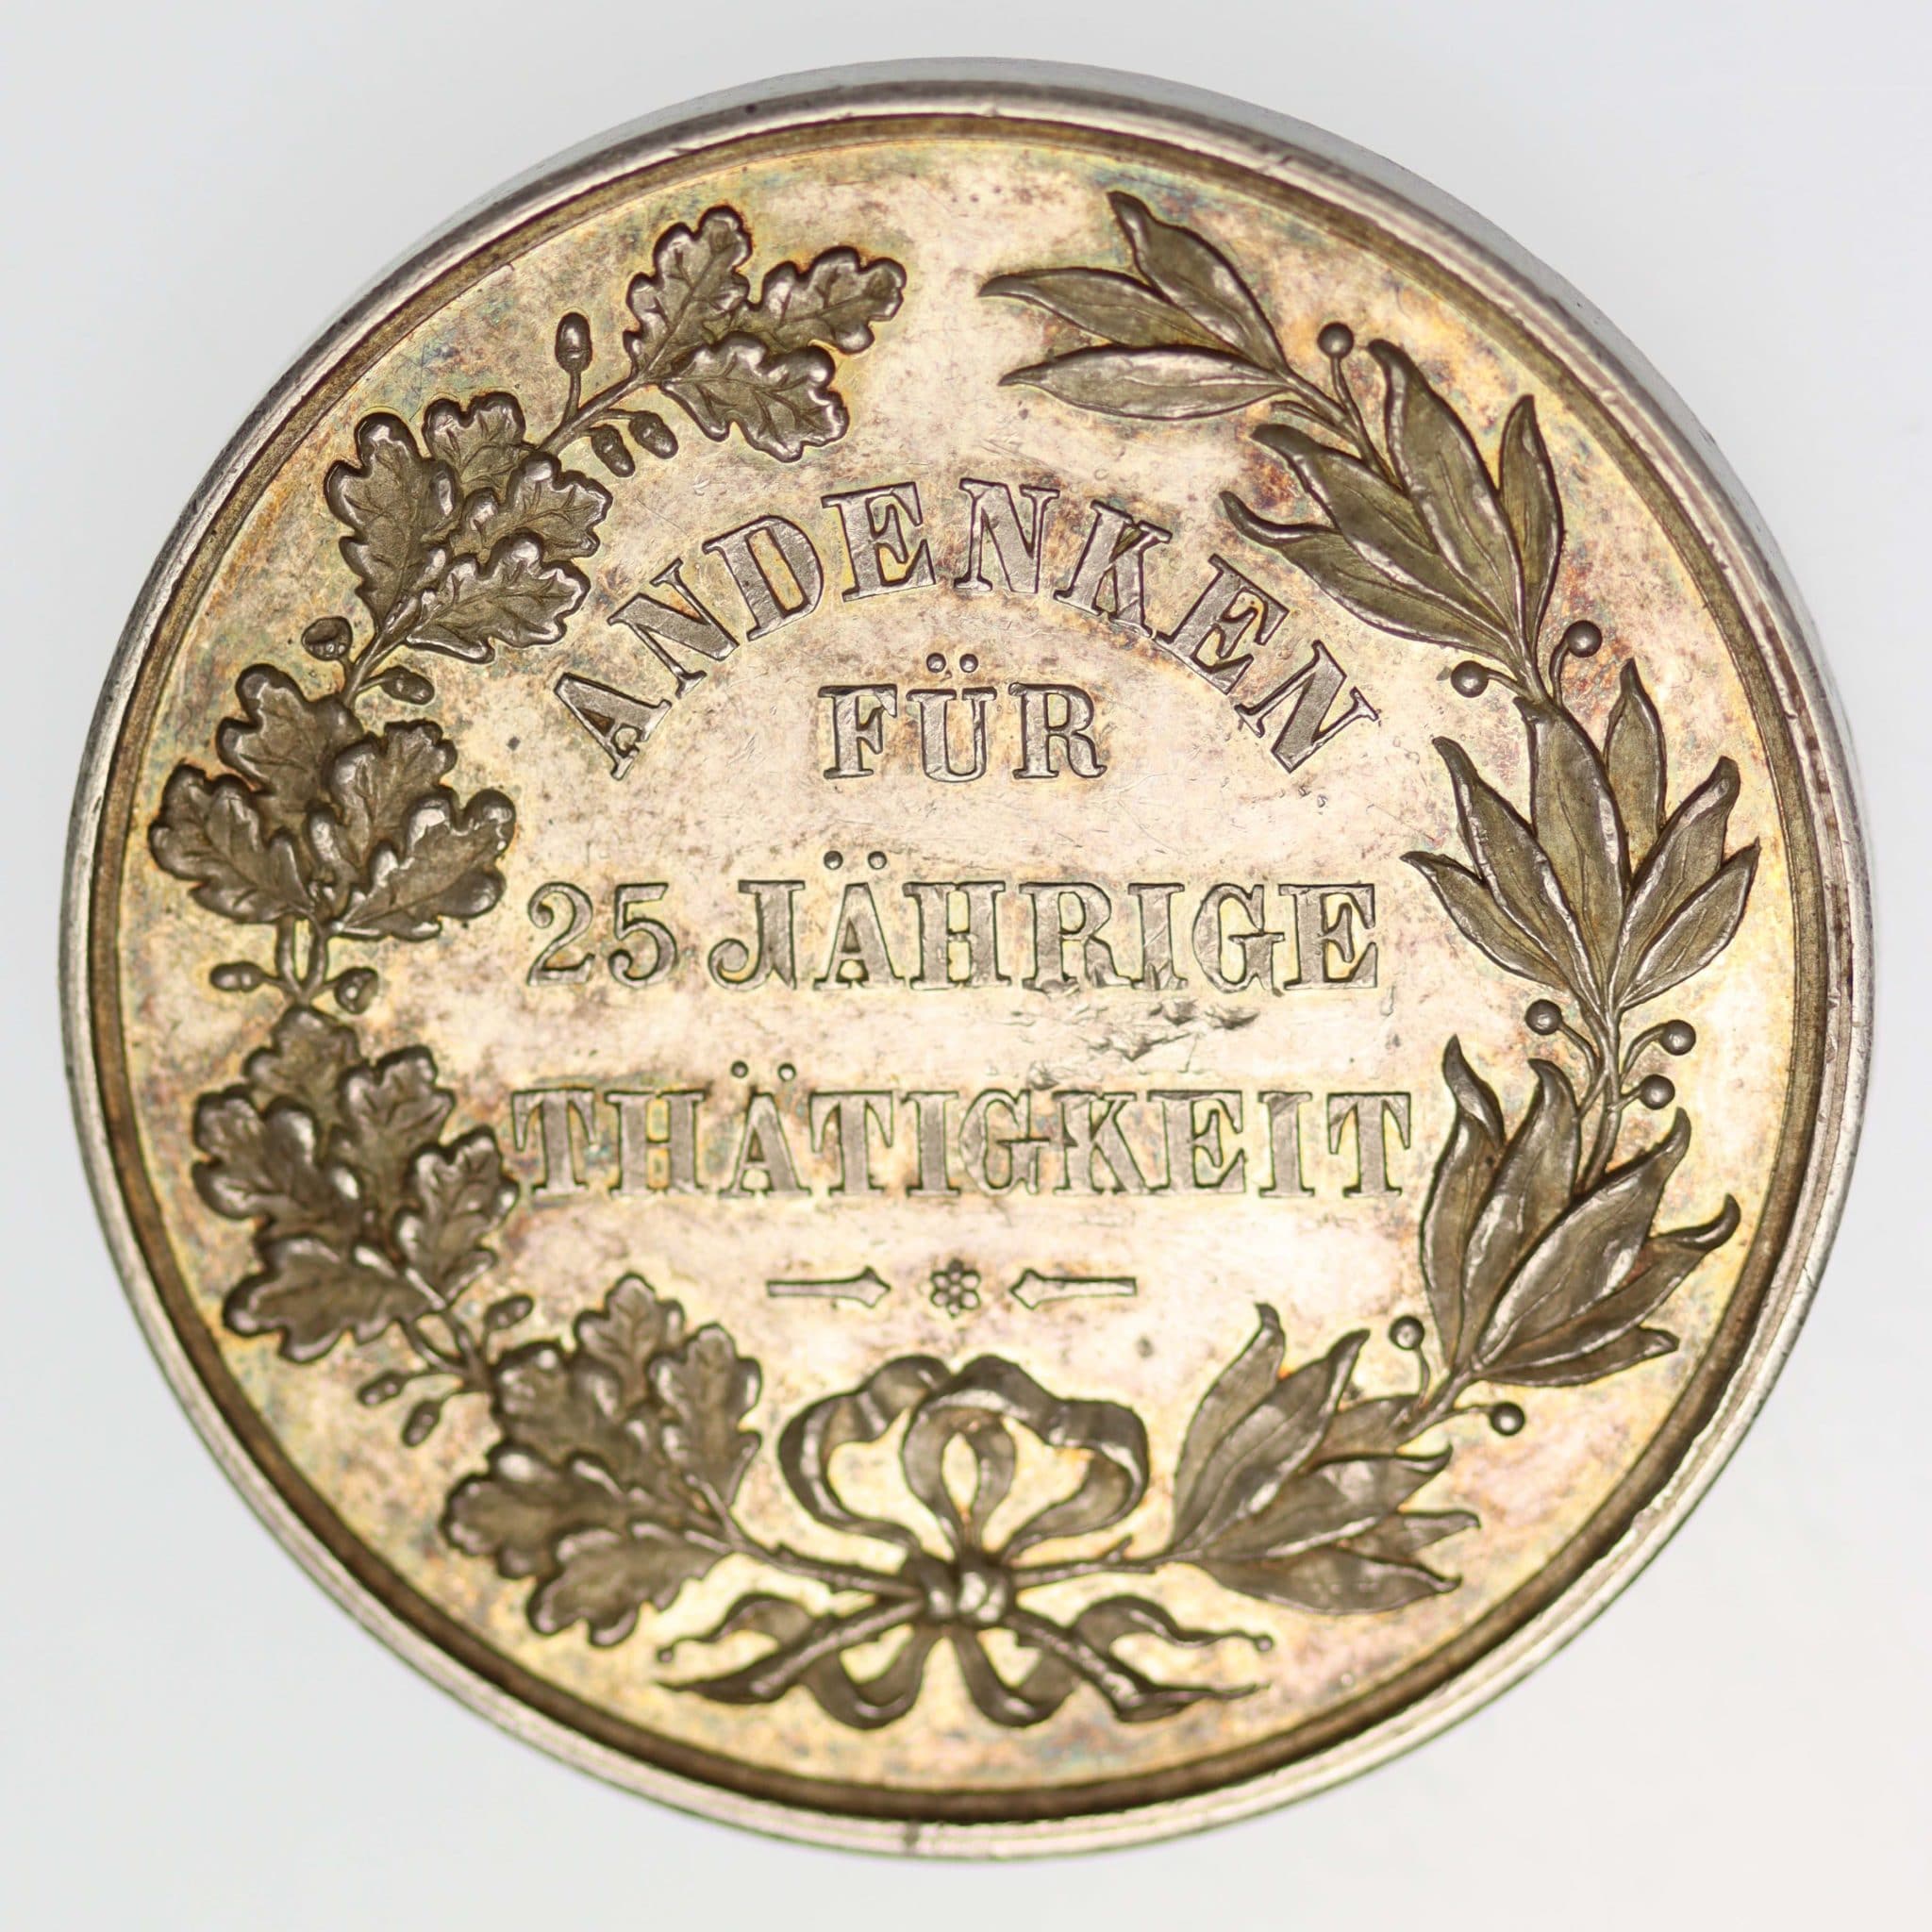 ANDENKEN
FÜR
25 JÄHRIGE
THÄTIGKEIT